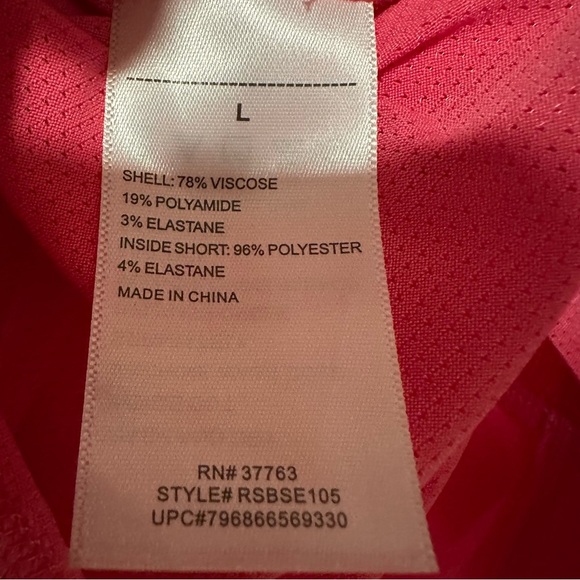 L
SHELL: 78% VISCOSE
19% POLYAMIDE
3% ELASTANE
INSIDE SHORT: 96% POLYESTER
4% ELASTANE
MADE IN CHINA
RN# 37763
STYLE# RSBSE105
UPC#796866569330